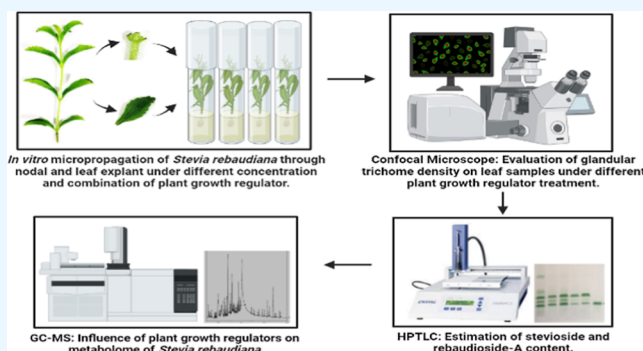 In vitro micropropagation of Stevia rebaudiana through
nodal and leaf explant under different concentration
and combination of plant growth regulator.
Confocal Microscope: Evaluation of glandular
trichome density on leaf samples under different
plant growth regulator treatment.
HPTLC: Estimation of stevioside and
rebaudioside-A content.
GC-MS: Influence of plant growth regulators on
metabolome of Stevia rebaudiana